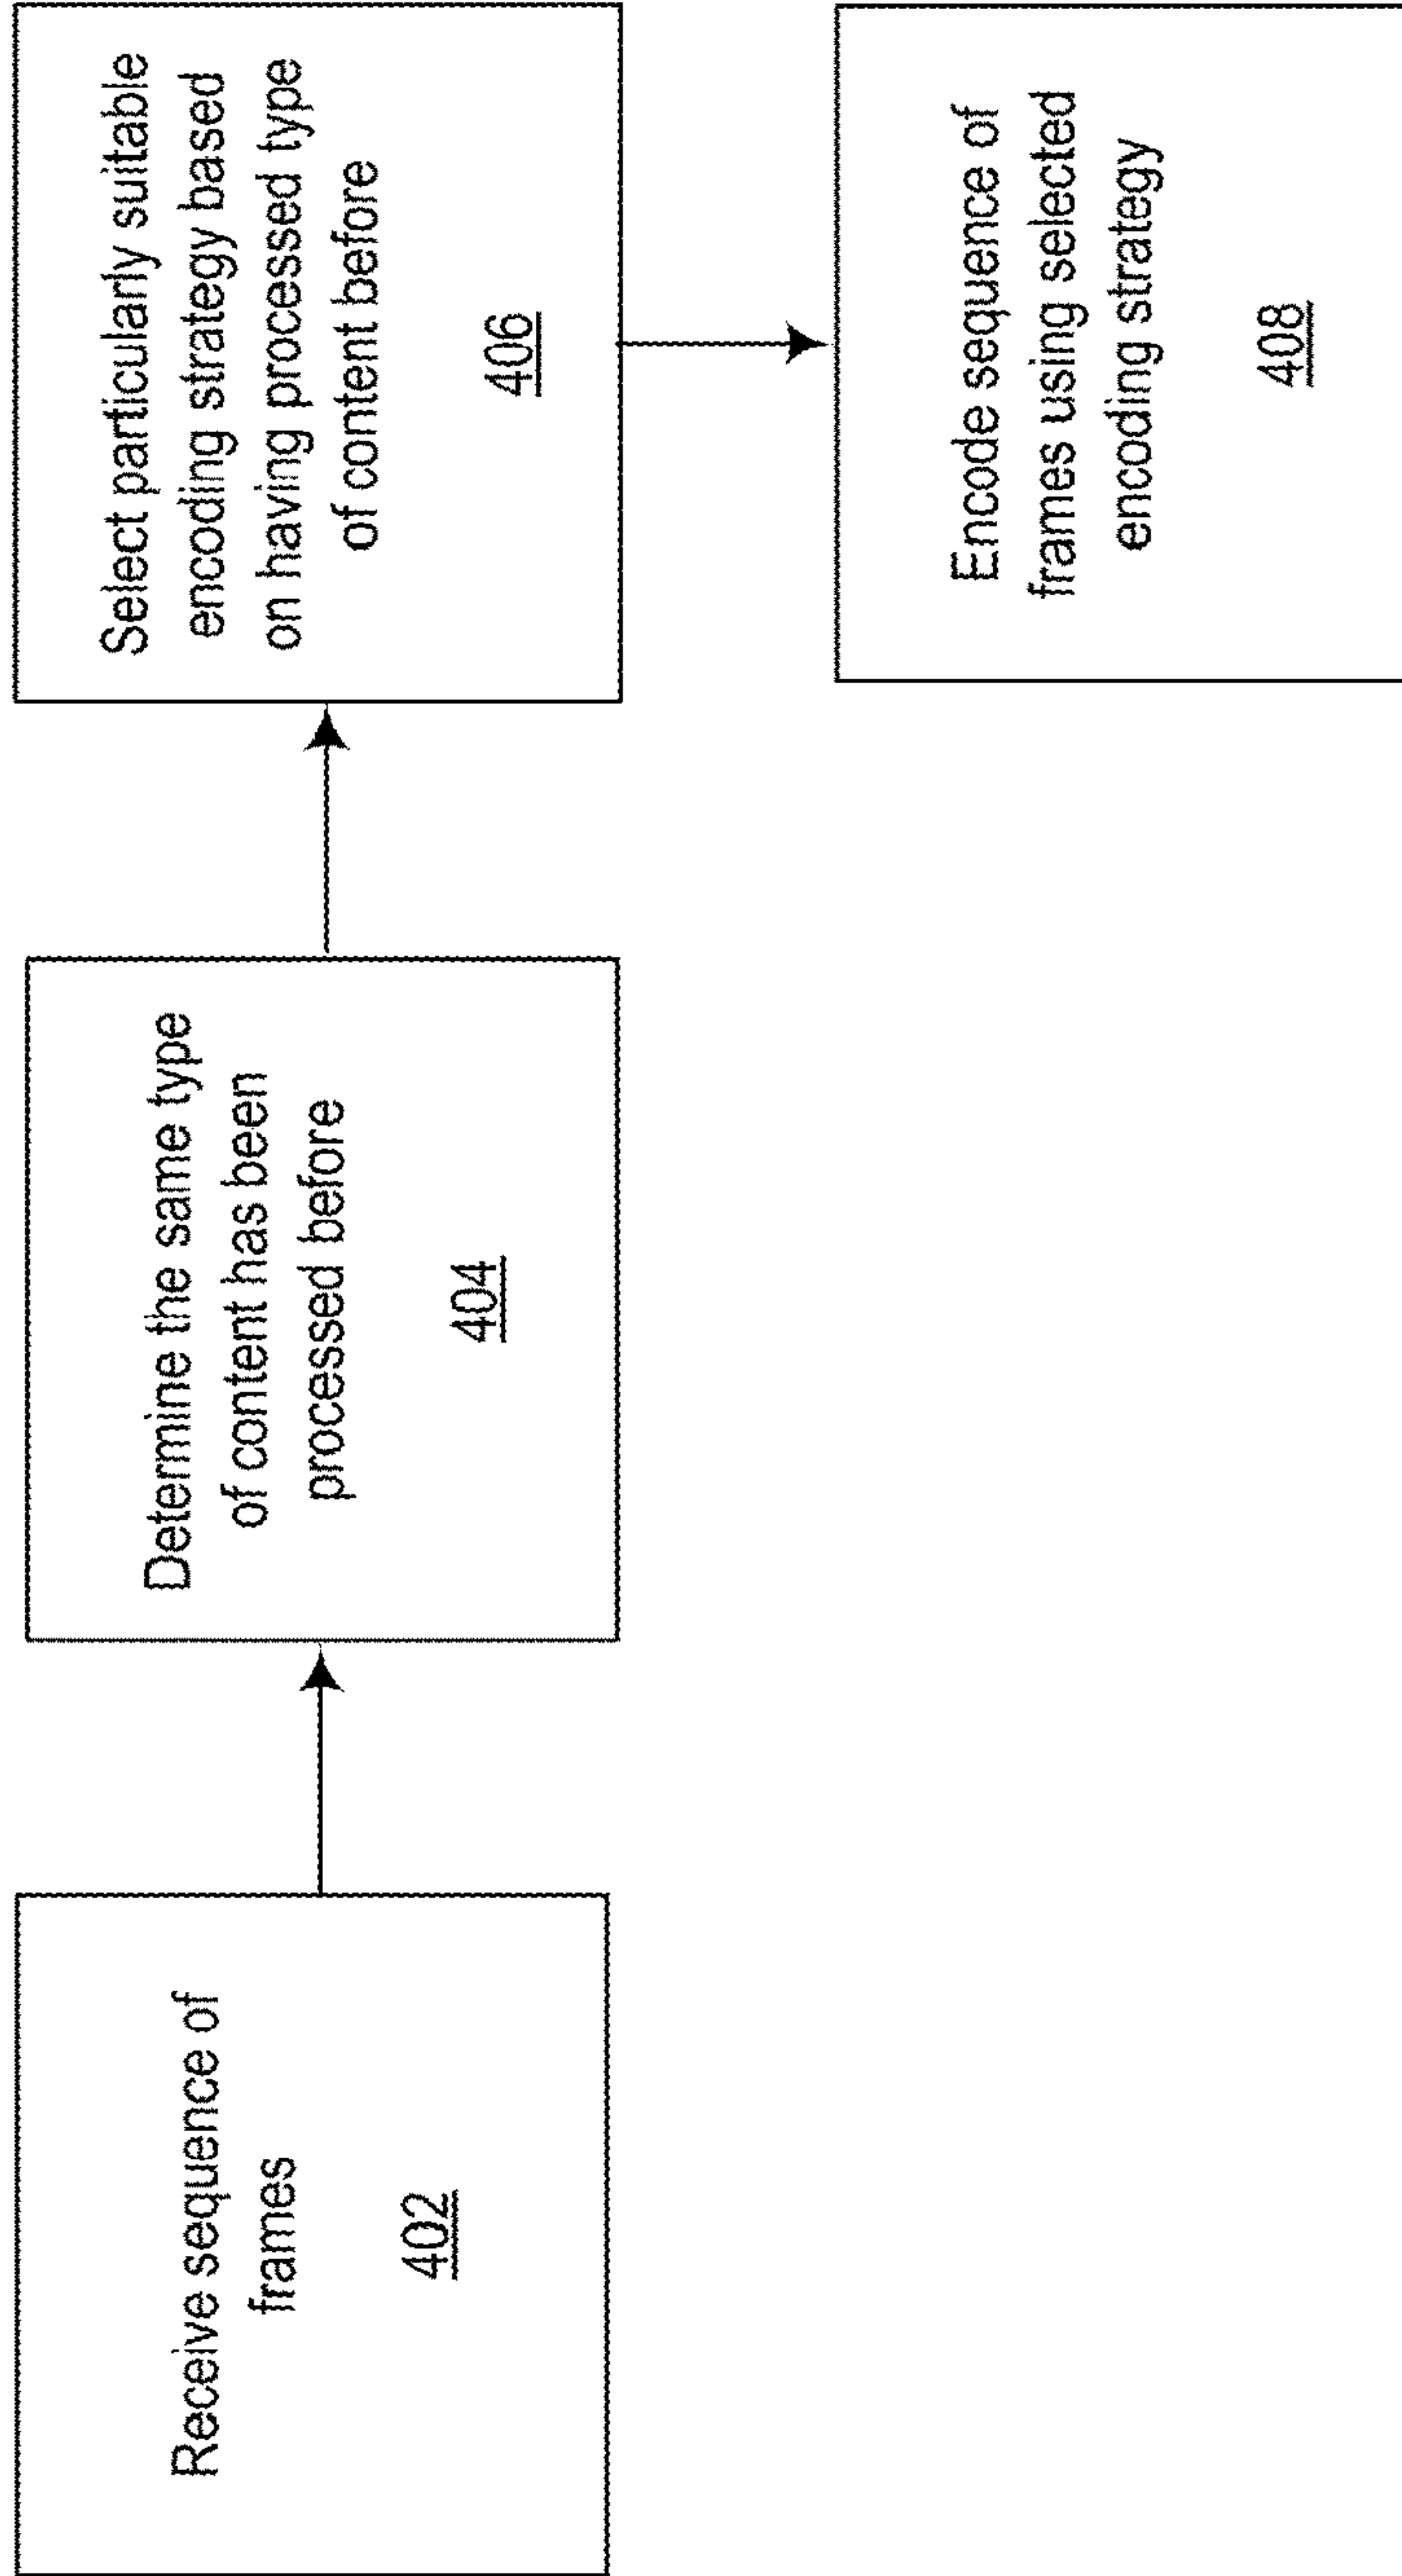 Receive sequence of
frames
402
Determine the same type
of content has been
processed before
404
Select particularly suitable
encoding strategy based
on having processed type
of content before
406
Encode sequence of
frames using selected
encoding strategy
408